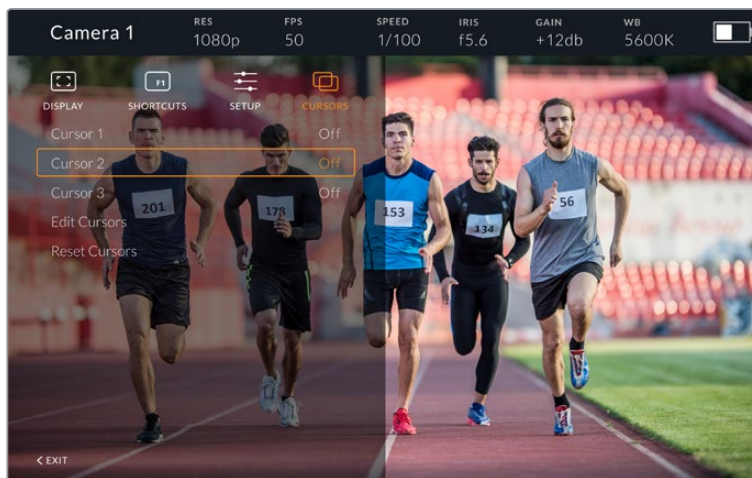 Camera 1
RES FPS SPEED IRIS GAIN WB
1080p 50 1/100 f5.6 +12db 5600K
F1
DISPLAY SHORTCUTS SETUP CURSORS
Cursor 1 Off
Cursor 2 Off
Cursor 3 Off
Edit Cursors
Reset Cursors
201 178 153 134 56
< EXIT